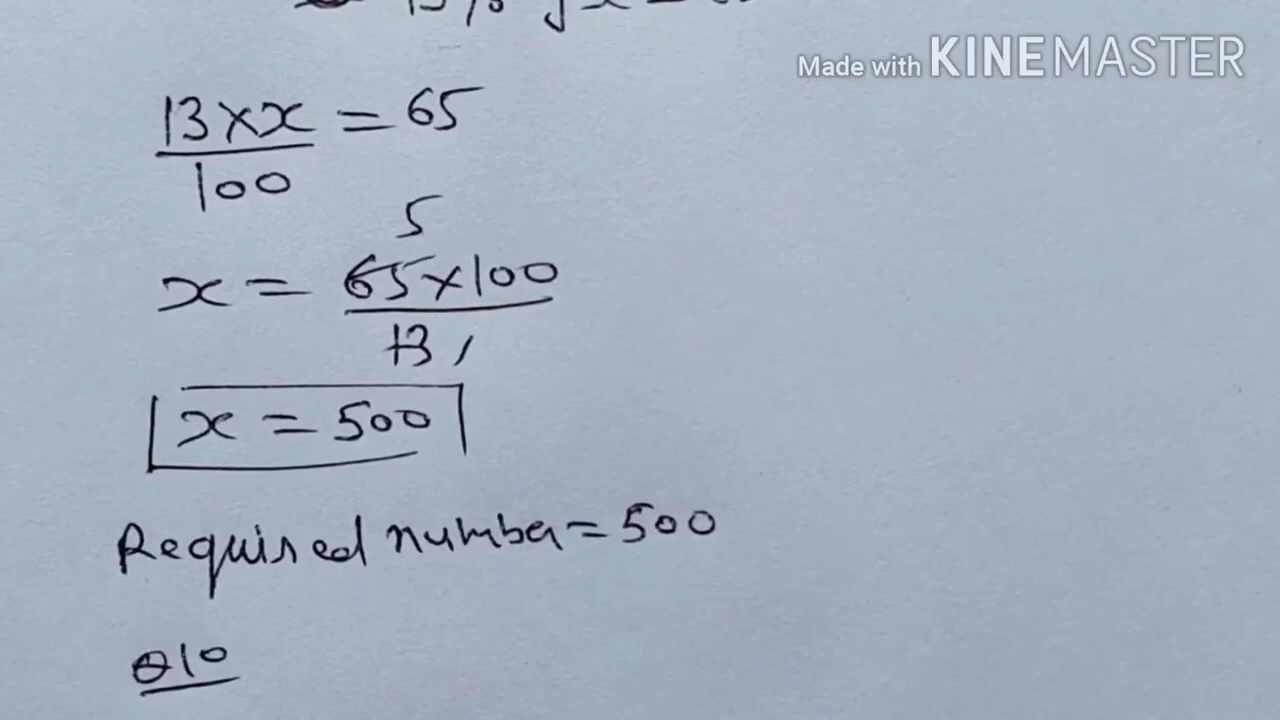 Made with KINEMASTER
13×x/100 = 65
5
x = 65×100/13
x = 500
Required number = 500
Q10